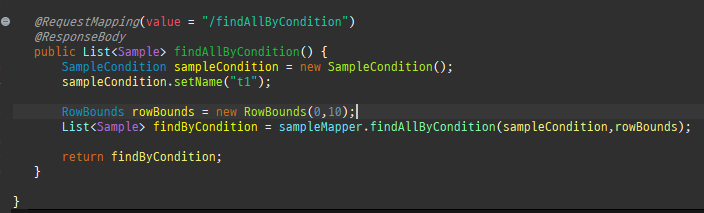 @RequestMapping(value = "/findAllByCondition")
@ResponseBody
public List<Sample> findAllByCondition() {
SampleCondition sampleCondition = new SampleCondition();
sampleCondition.setName("t1");
RowBounds rowBounds = new RowBounds(0,10);
List<Sample> findByCondition = sampleMapper.findAllByCondition(sampleCondition,rowBounds);
return findByCondition;
}
}